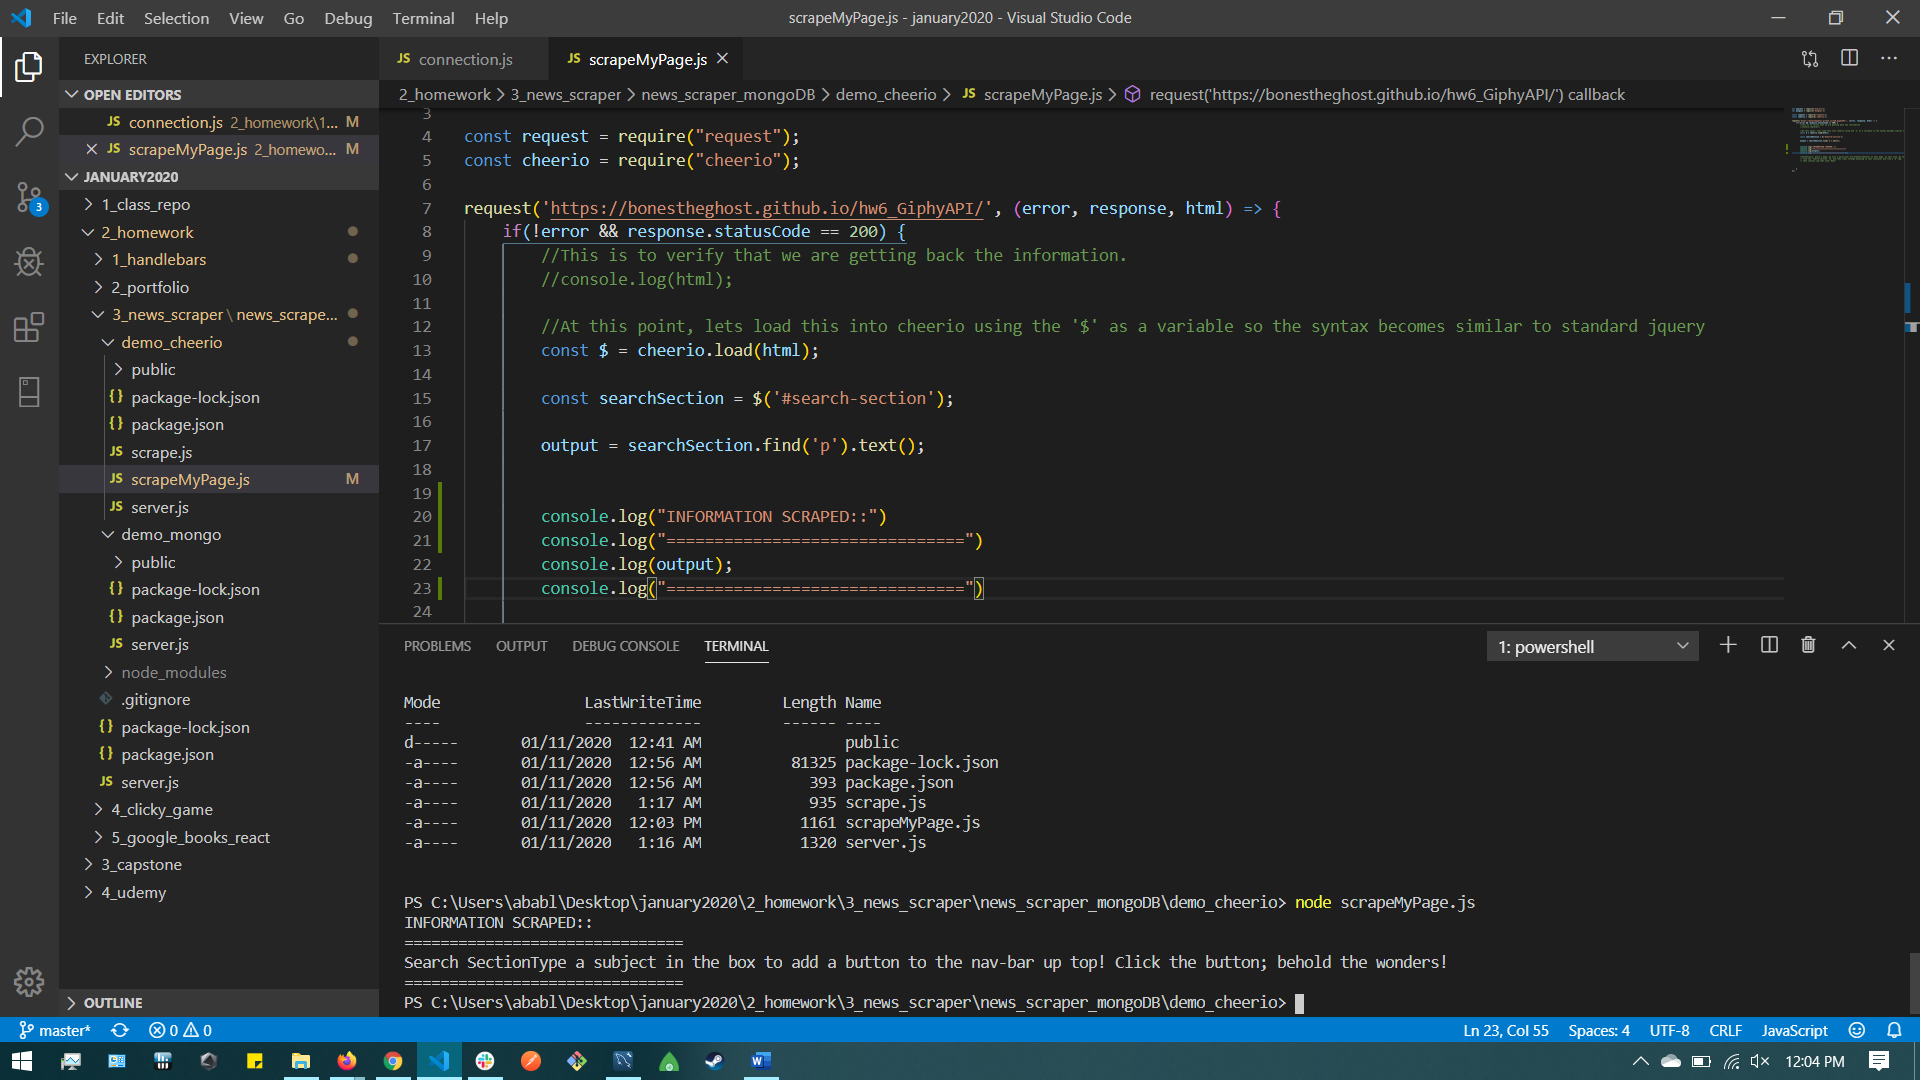 File Edit Selection View Go Debug Terminal Help
scrapeMyPage.js - january2020 - Visual Studio Code
EXPLORER
OPEN EDITORS
JS connection.js 2_homework\1... M
JS scrapeMyPage.js 2_homewo... M
JANUARY2020
1_class_repo
2_homework
1_handlebars
2_portfolio
3_news_scraper \ news_scrape...
demo_cheerio
public
{} package-lock.json
{} package.json
JS scrape.js
JS scrapeMyPage.js M
JS server.js
demo_mongo
public
{} package-lock.json
{} package.json
JS server.js
node_modules
.gitignore
{} package-lock.json
{} package.json
JS server.js
4_clicky_game
5_google_books_react
3_capstone
4_udemy
OUTLINE
3
JS connection.js
JS scrapeMyPage.js
2_homework > 3_news_scraper > news_scraper_mongoDB > demo_cheerio > JS scrapeMyPage.js > request('https://bonestheghost.github.io/hw6_GiphyAPI/') callback
3
4 const request = require("request");
5 const cheerio = require("cheerio");
6
7 request('https://bonestheghost.github.io/hw6_GiphyAPI/', (error, response, html) => {
8 if(!error && response.statusCode == 200) {
9 //This is to verify that we are getting back the information.
10 //console.log(html);
11
12 //At this point, lets load this into cheerio using the '$' as a variable so the syntax becomes similar to standard jquery
13 const $ = cheerio.load(html);
14
15 const searchSection = $('#search-section');
16
17 output = searchSection.find('p').text();
18
19
20 console.log("INFORMATION SCRAPED::")
21 console.log("===============================")
22 console.log(output);
23 console.log("===============================")
24
PROBLEMS OUTPUT DEBUG CONSOLE TERMINAL
1: powershell
Mode LastWriteTime Length Name
---- ------------- ------ ----
d----- 01/11/2020 12:41 AM public
-a---- 01/11/2020 12:56 AM 81325 package-lock.json
-a---- 01/11/2020 12:56 AM 393 package.json
-a---- 01/11/2020 1:17 AM 935 scrape.js
-a---- 01/11/2020 12:03 PM 1161 scrapeMyPage.js
-a---- 01/11/2020 1:16 AM 1320 server.js
PS C:\Users\ababl\Desktop\january2020\2_homework\3_news_scraper\news_scraper_mongoDB\demo_cheerio> node scrapeMyPage.js
INFORMATION SCRAPED::
===============================
Search SectionType a subject in the box to add a button to the nav-bar up top! Click the button; behold the wonders!
===============================
PS C:\Users\ababl\Desktop\january2020\2_homework\3_news_scraper\news_scraper_mongoDB\demo_cheerio>
master* 0 0
Ln 23, Col 55 Spaces: 4 UTF-8 CRLF JavaScript
12:04 PM